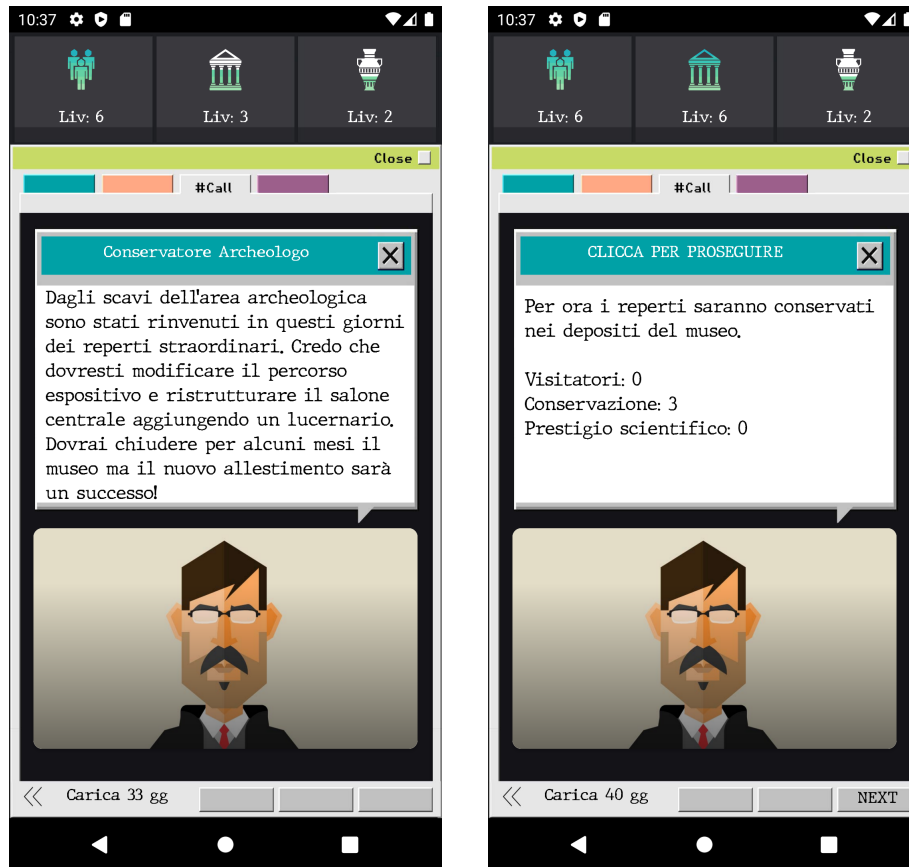 10:37
Liv: 6
Liv: 3
Liv: 2
Close
#Call
Conservatore Archeologo
Dagli scavi dell'area archeologica
sono stati rinvenuti in questi giorni
dei reperti straordinari. Credo che
dovresti modificare il percorso
espositivo e ristrutturare il salone
centrale aggiungendo un lucernario.
Dovrai chiudere per alcuni mesi il
museo ma il nuovo allestimento sarà
un successo!
Carica 33 gg
10:37
Liv: 6
Liv: 6
Liv: 2
Close
#Call
CLICCA PER PROSEGUIRE
Per ora i reperti saranno conservati
nei depositi del museo.
Visitatori: 0
Conservazione: 3
Prestigio scientifico: 0
Carica 40 gg
NEXT